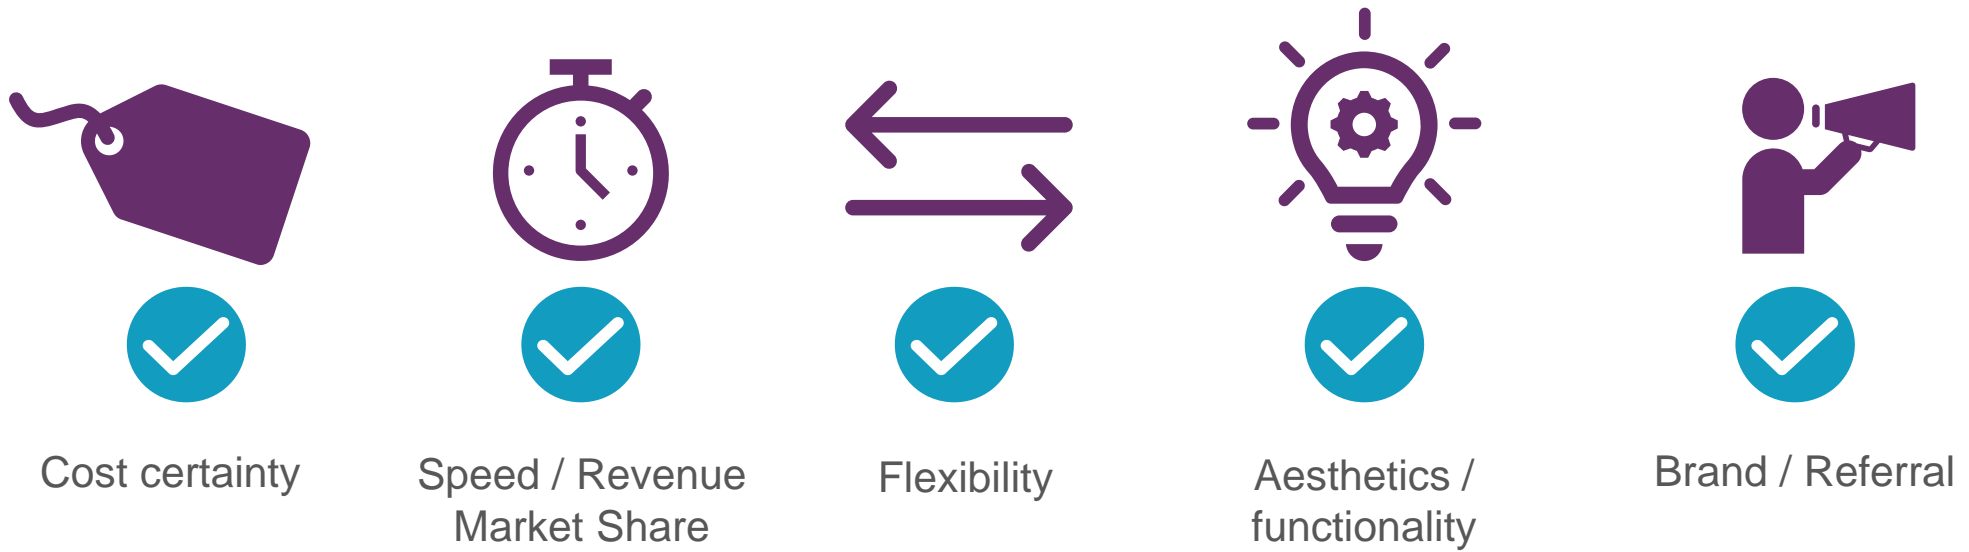 Cost certainty
Speed / Revenue
Market Share
Flexibility
Aesthetics /
functionality
Brand / Referral